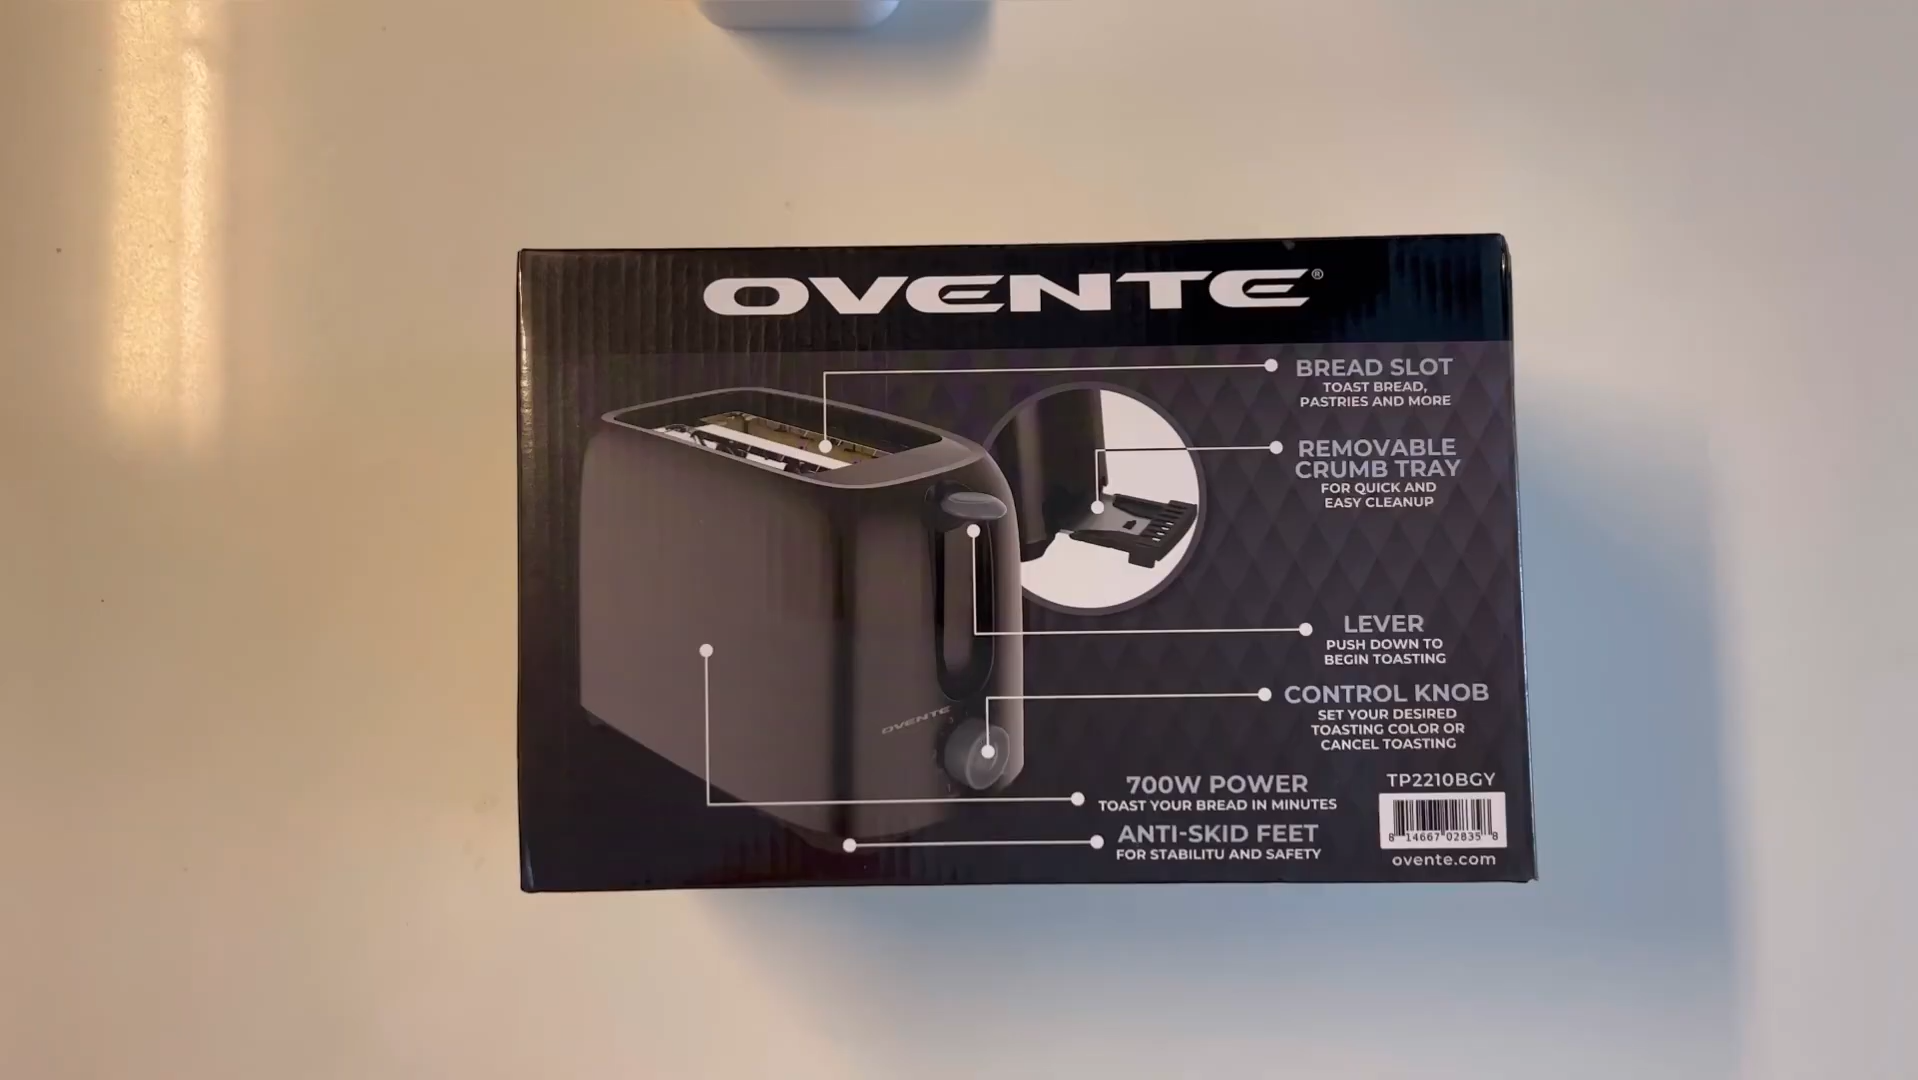 OVENTE®
BREAD SLOT
TOAST BREAD,
PASTRIES AND MORE
REMOVABLE
CRUMB TRAY
FOR QUICK AND
EASY CLEANUP
LEVER
PUSH DOWN TO
BEGIN TOASTING
OVENTE
CONTROL KNOB
SET YOUR DESIRED
TOASTING COLOR OR
CANCEL TOASTING
700W POWER
TOAST YOUR BREAD IN MINUTES
ANTI-SKID FEET
FOR STABILITU AND SAFETY
TP2210BGY
8 14667 02835 8
ovente.com